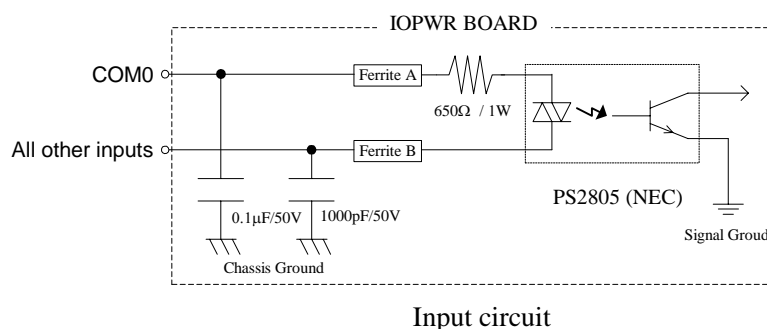 IOPWR BOARD
COM0
Ferrite A
650Ω / 1W
All other inputs
Ferrite B
PS2805 (NEC)
0.1μF/50V
1000pF/50V
Signal Groud
Chassis Ground
Input circuit